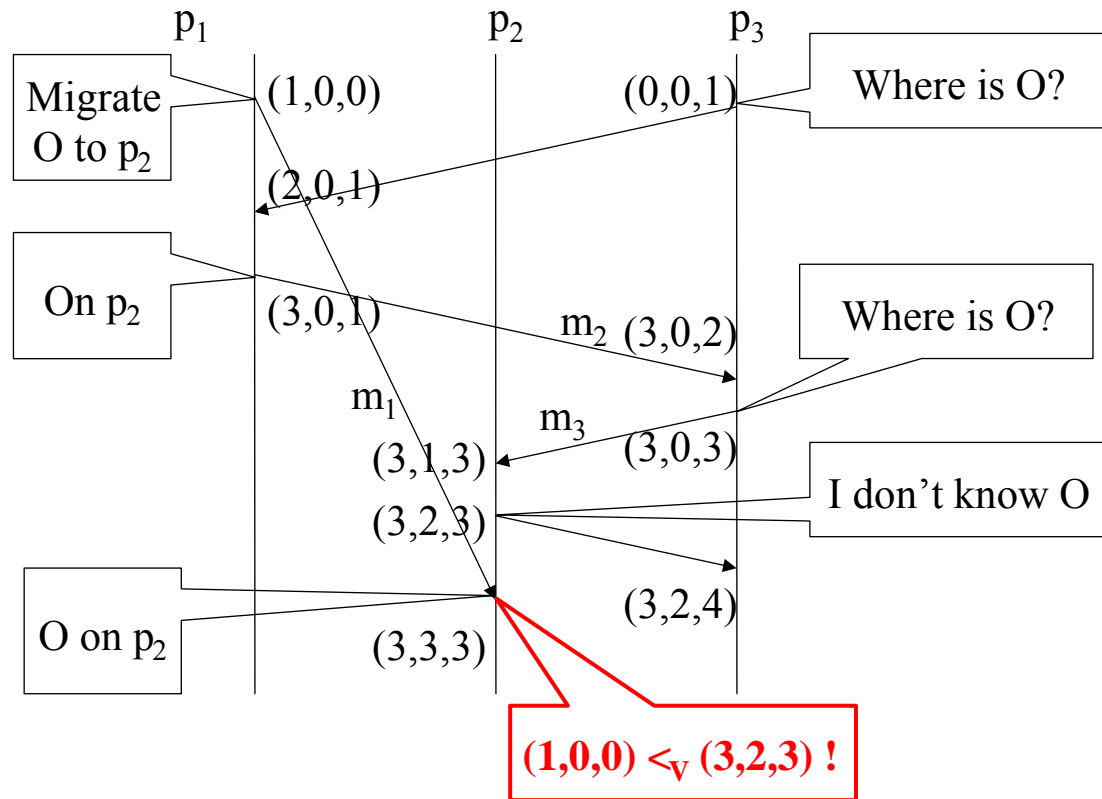 p₁ p₂ p₃
Migrate
O to p₂
(1,0,0)
(0,0,1)
Where is O?
(2,0,1)
On p₂
(3,0,1)
m₂
(3,0,2)
Where is O?
m₁
m₃
(3,1,3)
(3,0,3)
(3,2,3)
I don’t know O
O on p₂
(3,2,4)
(3,3,3)
(1,0,0) <ᵥ (3,2,3) !